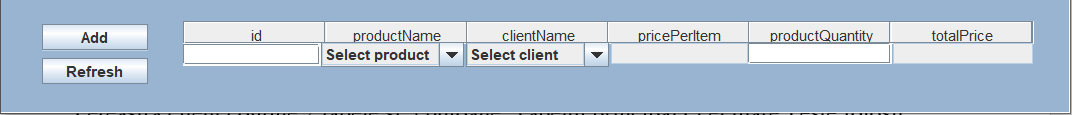 Add
Refresh
id productName clientName pricePerItem productQuantity totalPrice
Select product Select client